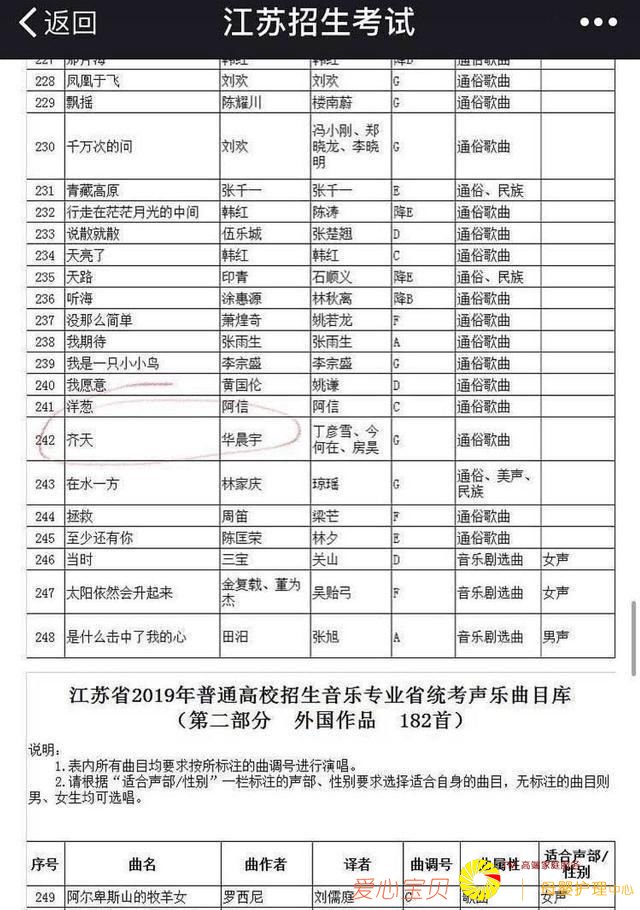 返回 江苏招生考试
227 那片海 韩红 韩红 降D 通俗歌曲
228 凤凰于飞 刘欢 刘欢 G 通俗歌曲
229 飘摇 陈耀川 楼南蔚 G 通俗歌曲
230 千万次的问 刘欢 冯小刚、郑
晓龙、李晓
明 G 通俗歌曲
231 青藏高原 张千一 张千一 E 通俗、民族
232 行走在茫茫月光的中间 韩红 陈涛 降E 通俗歌曲
233 说散就散 伍乐城 张楚翘 D 通俗歌曲
234 天亮了 韩红 韩红 C 通俗歌曲
235 天路 印青 石顺义 降E 通俗、民族
236 听海 涂惠源 林秋离 降B 通俗歌曲
237 没那么简单 萧煌奇 姚若龙 F 通俗歌曲
238 我期待 张雨生 张雨生 A 通俗歌曲
239 我是一只小小鸟 李宗盛 李宗盛 G 通俗歌曲
240 我愿意 黄国伦 姚谦 D 通俗歌曲
241 洋葱 阿信 阿信 C 通俗歌曲
242 齐天 华晨宇 丁彦雪、今
何在、房昊 G 通俗歌曲
243 在水一方 林家庆 琼瑶 G 通俗、美声、
民族
244 拯救 周笛 梁芒 F 通俗歌曲
245 至少还有你 陈匡荣 林夕 E 通俗歌曲
246 当时 三宝 关山 D 音乐剧选曲 女声
247 太阳依然会升起来 金复载、董为
杰 吴贻弓 F 音乐剧选曲 女声
248 是什么击中了我的心 田汨 张旭 A 音乐剧选曲 男声
江苏省2019年普通高校招生音乐专业省统考声乐曲目库
（第二部分 外国作品 182首）
说明：
1.表内所有曲目均要求按所标注的曲调号进行演唱。
2.请根据“适合声部/性别”一栏标注的声部、性别要求选择适合自身的曲目，无标注的曲目则
男、女生均可选唱。
序号 曲名 曲作者 译者 曲调号 曲属性 适合声部/
性别
249 阿尔卑斯山的牧羊女 罗西尼 刘儒庭 C 歌曲 女声
爱心宝贝
高端家庭服务
母婴护理中心